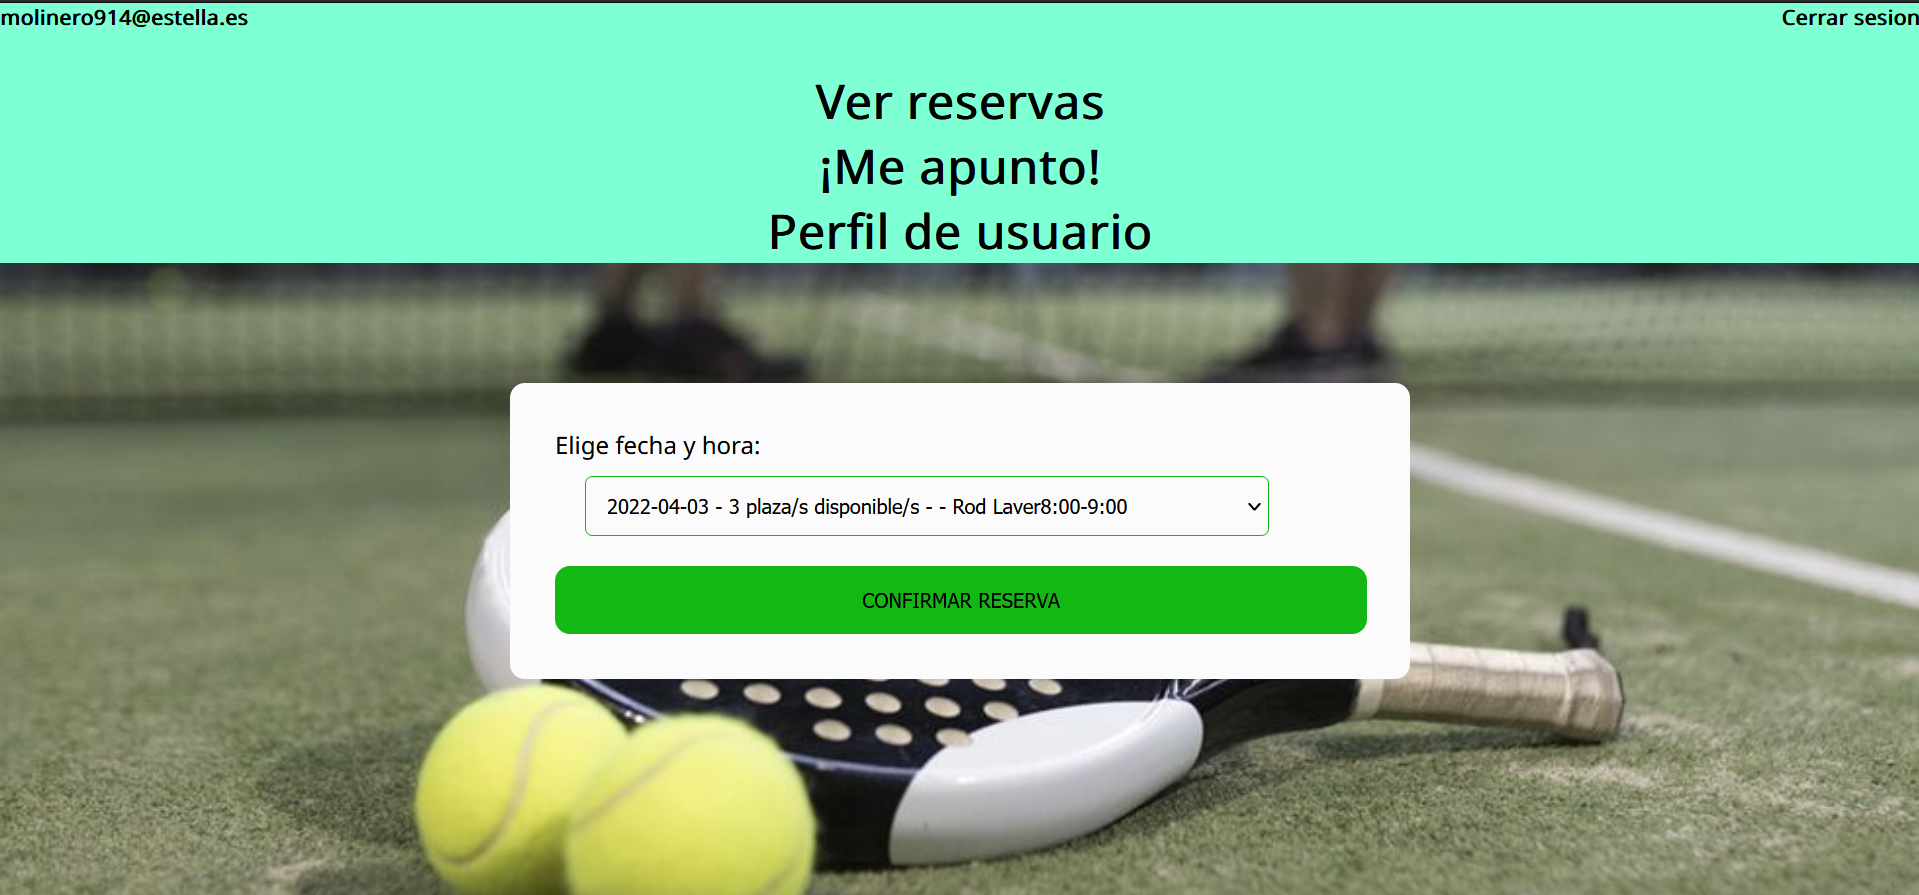 molinero914@estella.es
Cerrar sesion
Ver reservas
¡Me apunto!
Perfil de usuario
Elige fecha y hora:
2022-04-03 - 3 plaza/s disponible/s - - Rod Laver8:00-9:00
CONFIRMAR RESERVA